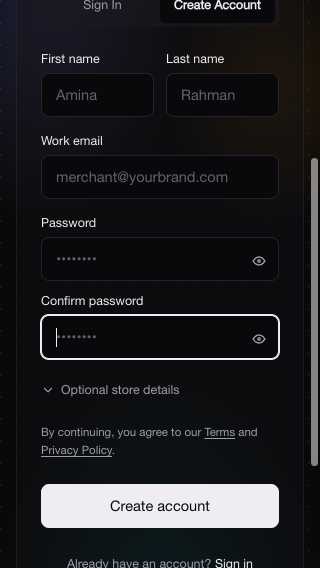 Sign In Create Account
First name Last name
Amina Rahman
Work email
merchant@yourbrand.com
Password
••••••••
Confirm password
••••••••
Optional store details
By continuing, you agree to our Terms and
Privacy Policy.
Create account
Already have an account? Sign in